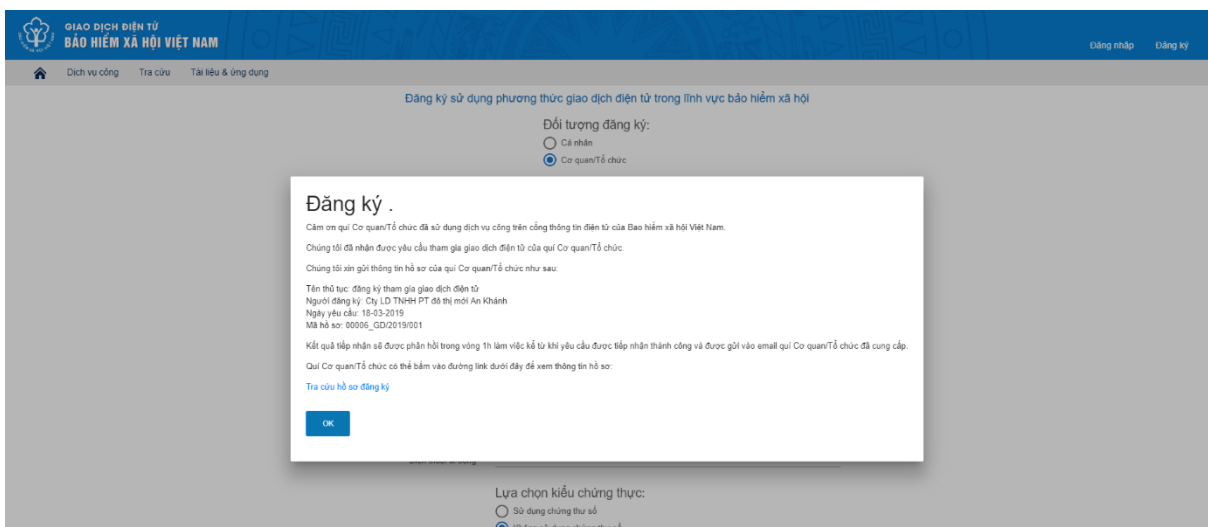 GIAO DỊCH ĐIỆN TỬ
BẢO HIỂM XÃ HỘI VIỆT NAM
Đăng nhập Đăng ký
Dịch vụ công Tra cứu Tài liệu & ứng dụng
Đăng ký sử dụng phương thức giao dịch điện tử trong lĩnh vực bảo hiểm xã hội
Đối tượng đăng ký:
Cá nhân
Cơ quan/Tổ chức
Đăng ký .
Cảm ơn quí Cơ quan/Tổ chức đã sử dụng dịch vụ công trên cổng thông tin điện tử của Bao hiểm xã hội Việt Nam.
Chúng tôi đã nhận được yêu cầu tham gia giao dịch điện tử của quí Cơ quan/Tổ chức.
Chúng tôi xin gửi thông tin hồ sơ của quí Cơ quan/Tổ chức như sau:
Tên thủ tục: đăng ký tham gia giao dịch điện tử
Người đăng ký: Cty LD TNHH PT đô thị mới An Khánh
Ngày yêu cầu: 18-03-2019
Mã hồ sơ: 00006_GD/2019/001
Kết quả tiếp nhận sẽ được phản hồi trong vòng 1h làm việc kể từ khi yêu cầu được tiếp nhận thành công và được gửi vào email quí Cơ quan/Tổ chức đã cung cấp.
Quí Cơ quan/Tổ chức có thể bấm vào đường link dưới đây để xem thông tin hồ sơ:
Tra cứu hồ sơ đăng ký
OK
Lựa chọn kiểu chứng thực:
Sử dụng chứng thư số
Không sử dụng chứng thư số